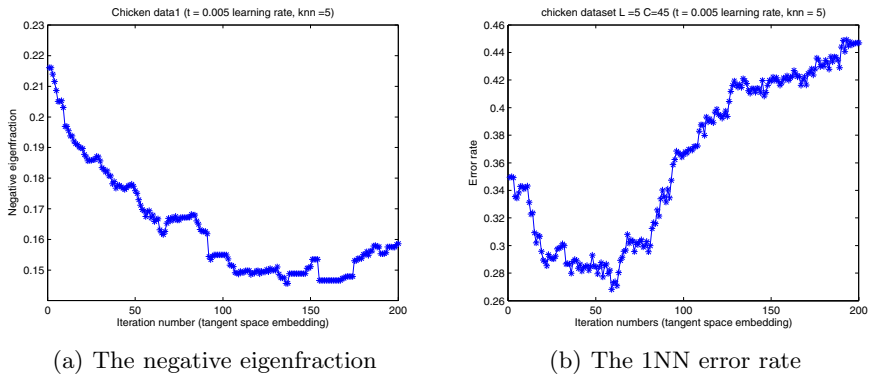 Chicken data1 (t = 0.005 learning rate, knn =5)
0.23
0.22
0.21
0.2
0.19
0.18
0.17
0.16
0.15
Negative eigenfraction
0 50 100 150 200
Iteration number (tangent space embedding)
(a) The negative eigenfraction
chicken dataset L =5 C=45 (t = 0.005 learning rate, knn = 5)
0.46
0.44
0.42
0.4
0.38
0.36
0.34
0.32
0.3
0.28
0.26
Error rate
0 50 100 150 200
Iteration numbers (tangent space embedding)
(b) The 1NN error rate